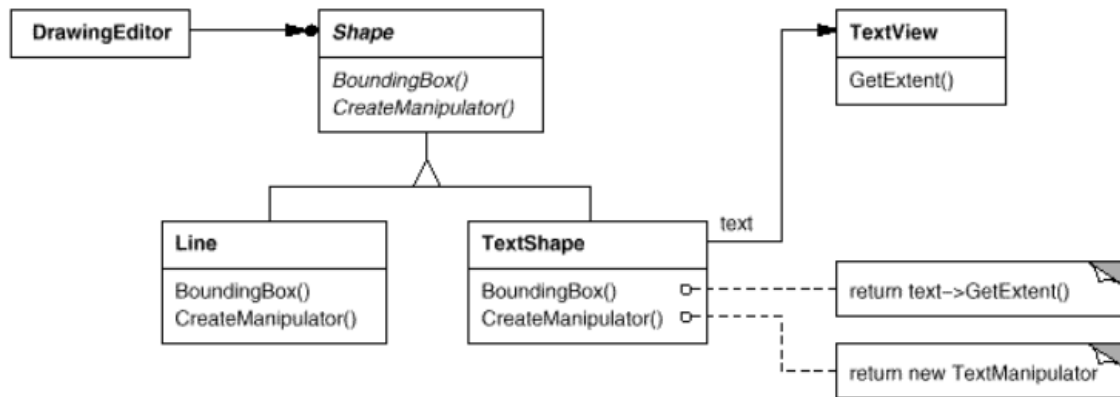 DrawingEditor
Shape
BoundingBox()
CreateManipulator()
TextView
GetExtent()
Line
BoundingBox()
CreateManipulator()
TextShape
BoundingBox()
CreateManipulator()
text
return text–>GetExtent()
return new TextManipulator